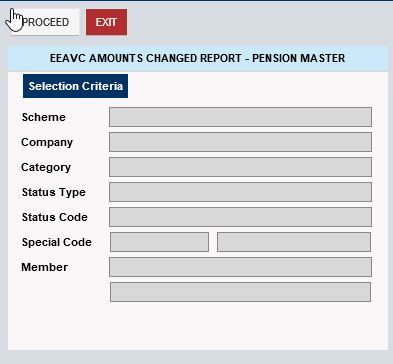 PROCEED EXIT
EEAVC AMOUNTS CHANGED REPORT - PENSION MASTER
Selection Criteria
Scheme
Company
Category
Status Type
Status Code
Special Code
Member